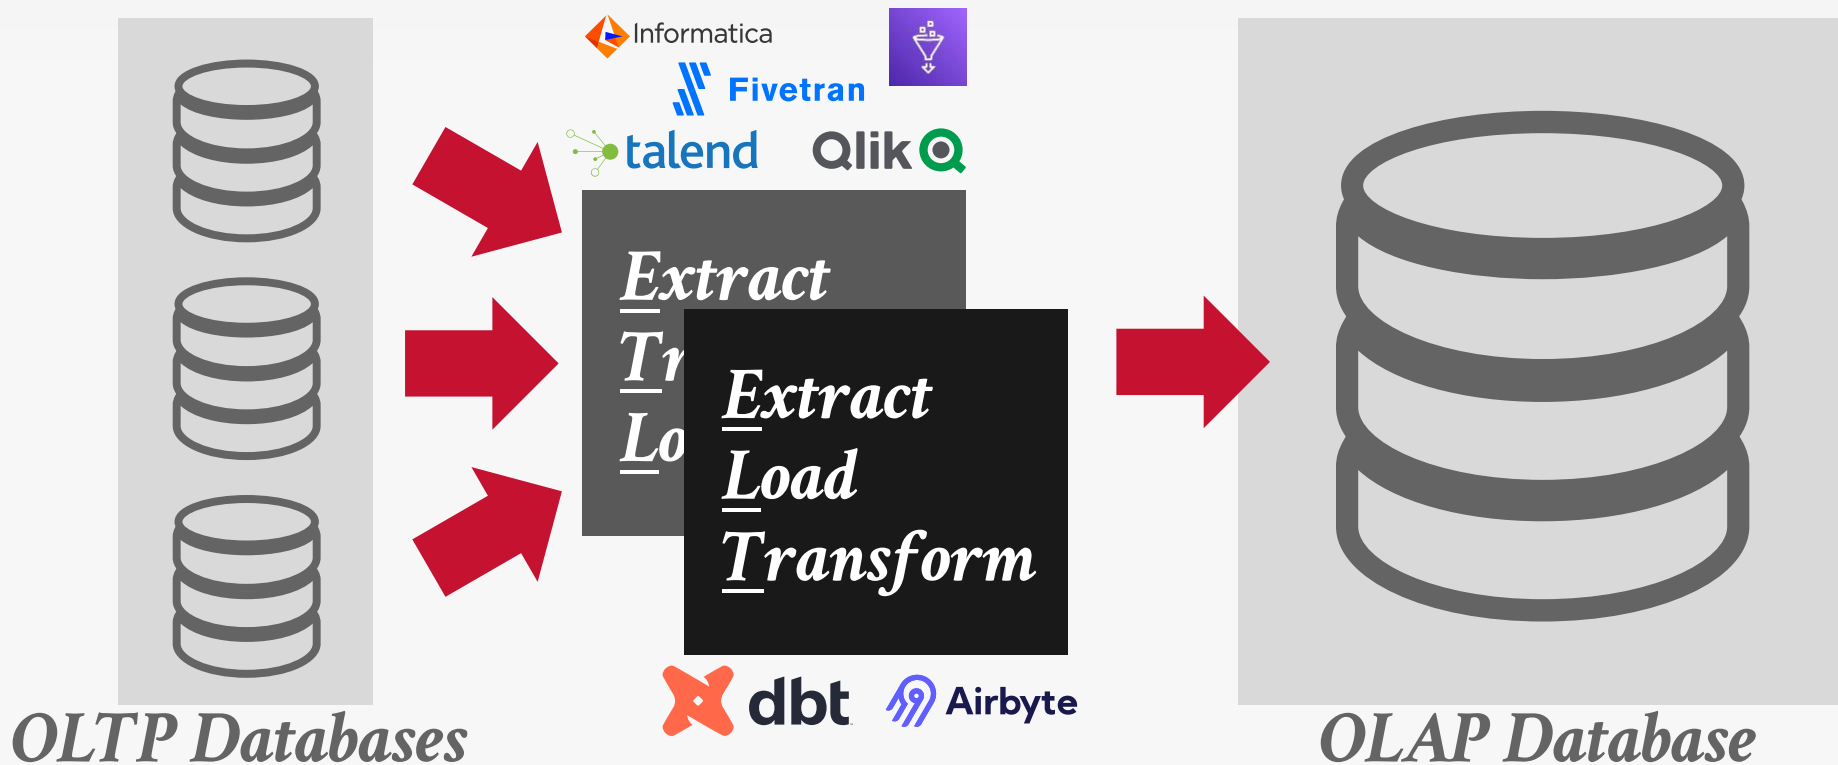 Informatica
Fivetran
talend
Qlik
Extract
Tr
Lo
Extract
Load
Transform
dbt
Airbyte
OLTP Databases
OLAP Database